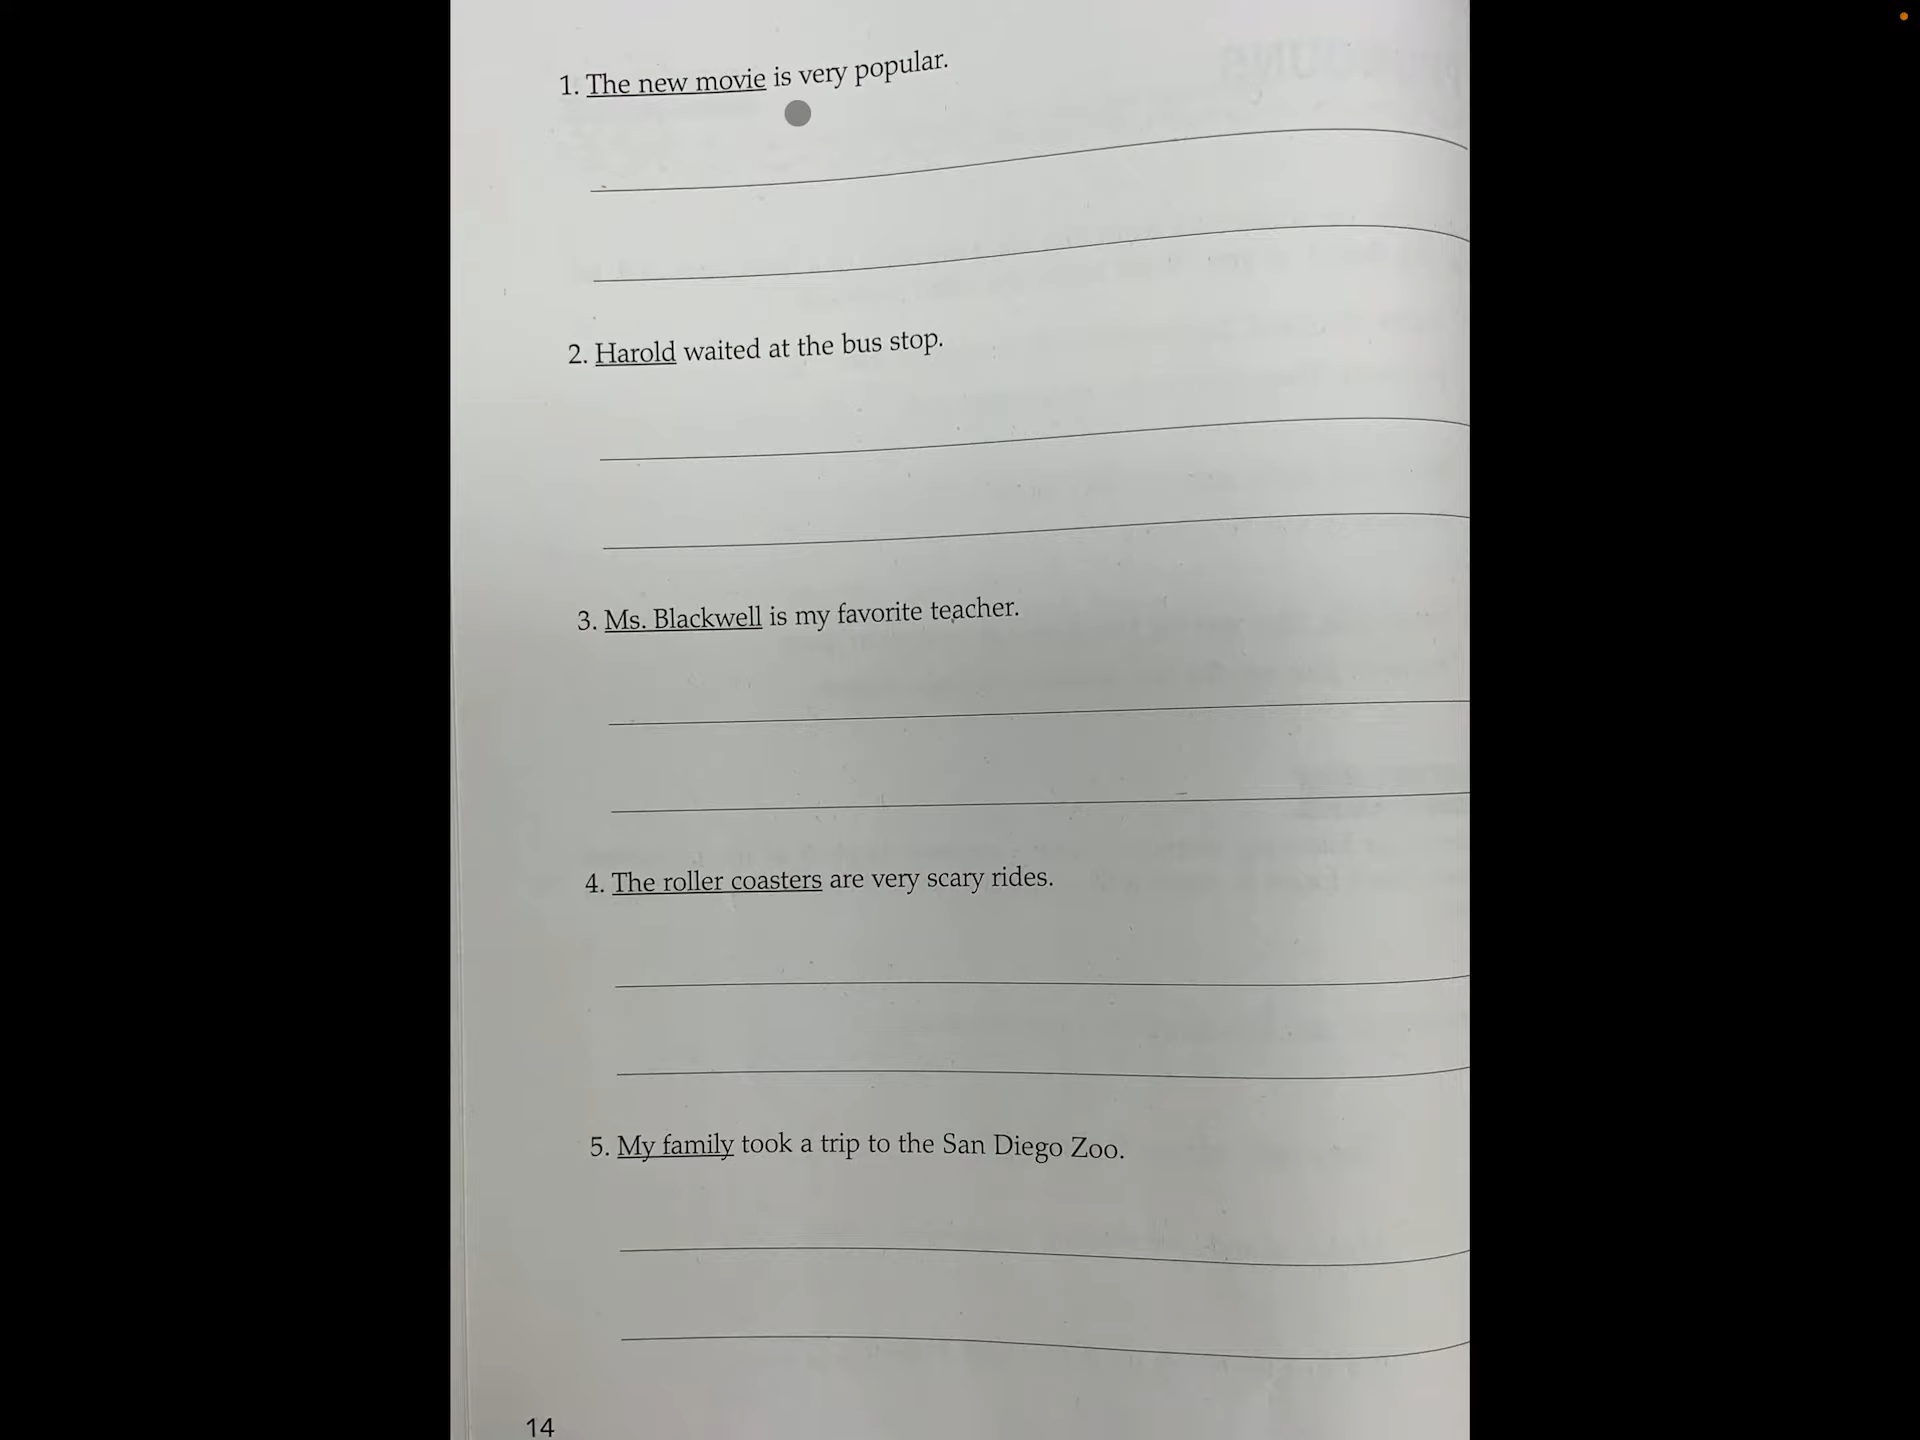 1. The new movie is very popular.
2. Harold waited at the bus stop.
3. Ms. Blackwell is my favorite teacher.
4. The roller coasters are very scary rides.
5. My family took a trip to the San Diego Zoo.
14